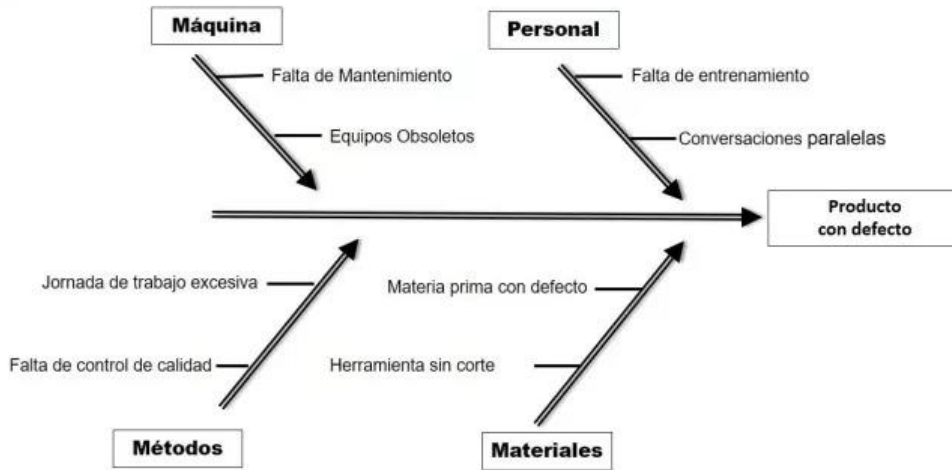 Máquina
Personal
Falta de Mantenimiento
Falta de entrenamiento
Equipos Obsoletos
Conversaciones paralelas
Producto
con defecto
Jornada de trabajo excesiva
Materia prima con defecto
Falta de control de calidad
Herramienta sin corte
Métodos
Materiales